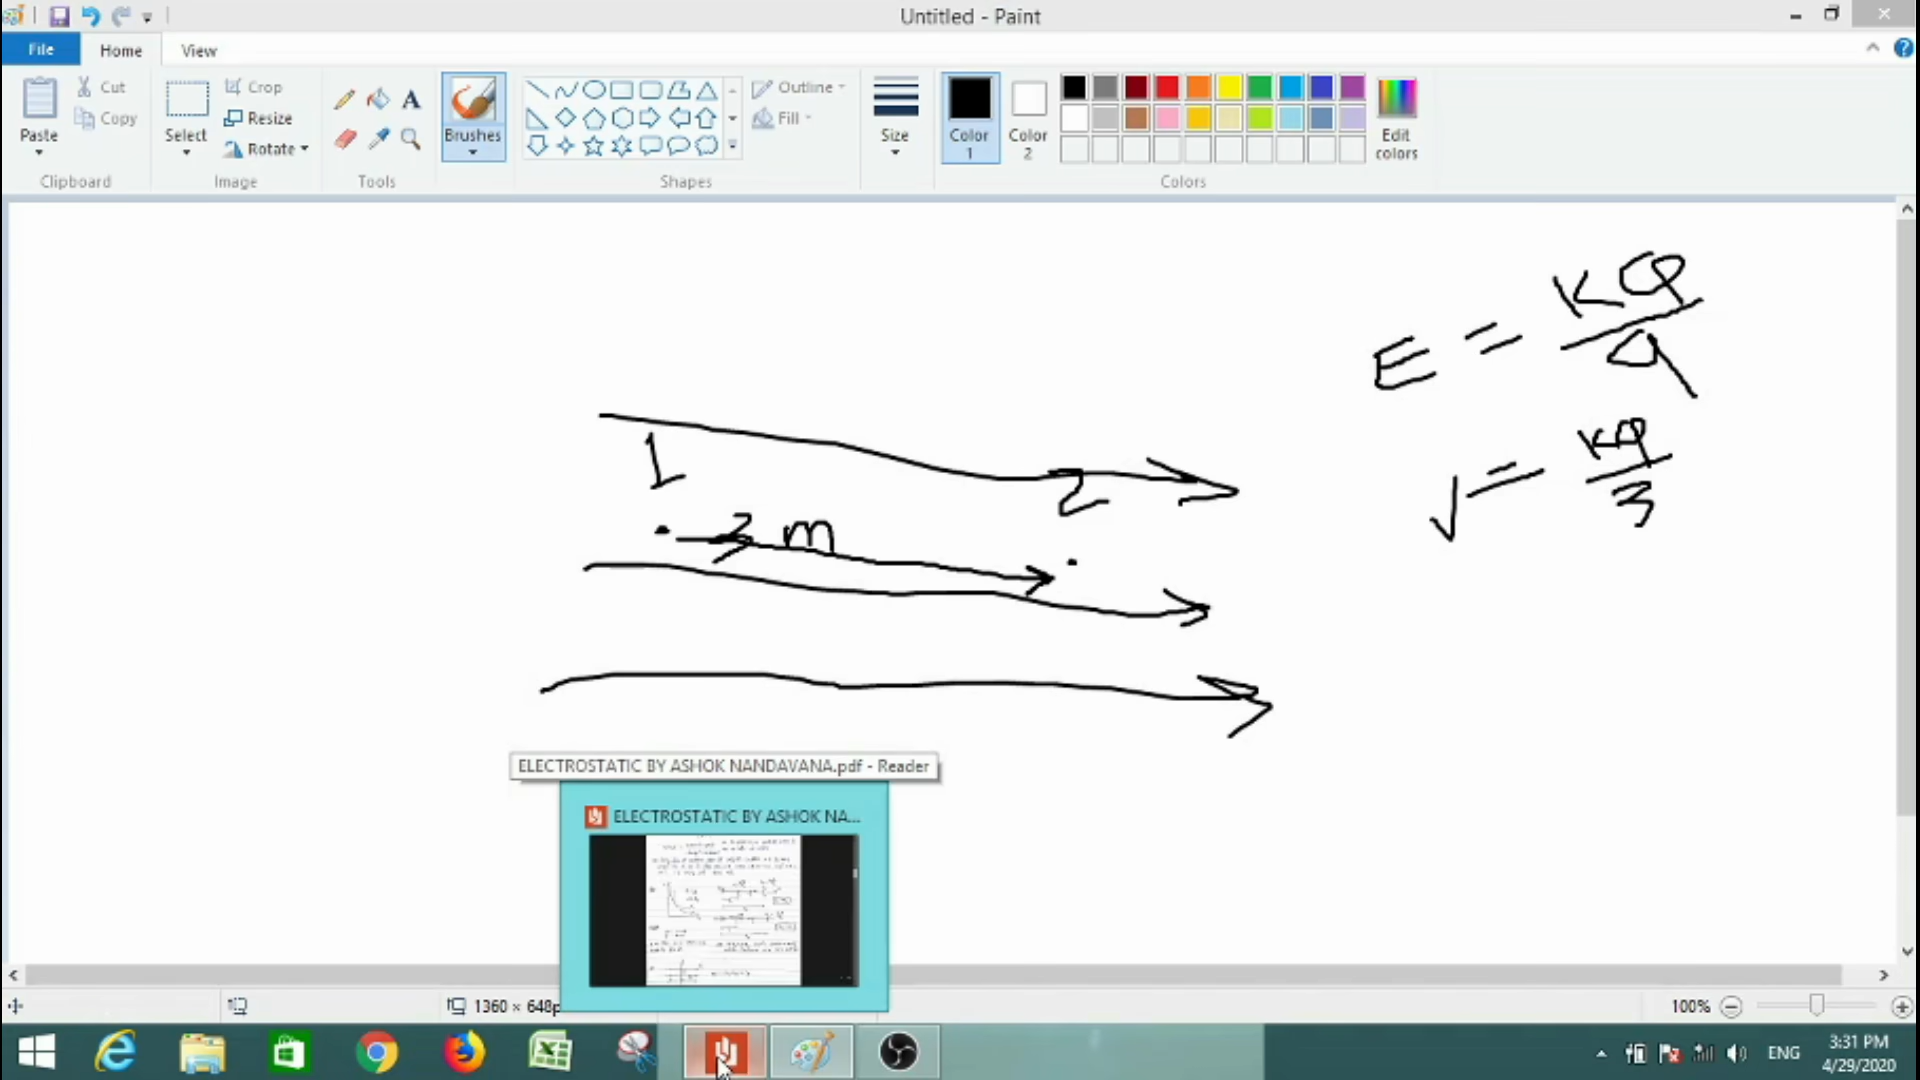 Untitled - Paint
File Home View
Paste
Cut
Copy
Clipboard
Select
Crop
Resize
Rotate
Image
A
Tools
Brushes
Outline
Fill
Shapes
Size
Color 1
Color 2
Edit colors
Colors
E = KQ/9
V = KQ/3
1
2
3 m
ELECTROSTATIC BY ASHOK NANDAVANA.pdf - Reader
ELECTROSTATIC BY ASHOK NA...
1360 × 648p
100%
ENG
3:31 PM
4/29/2020